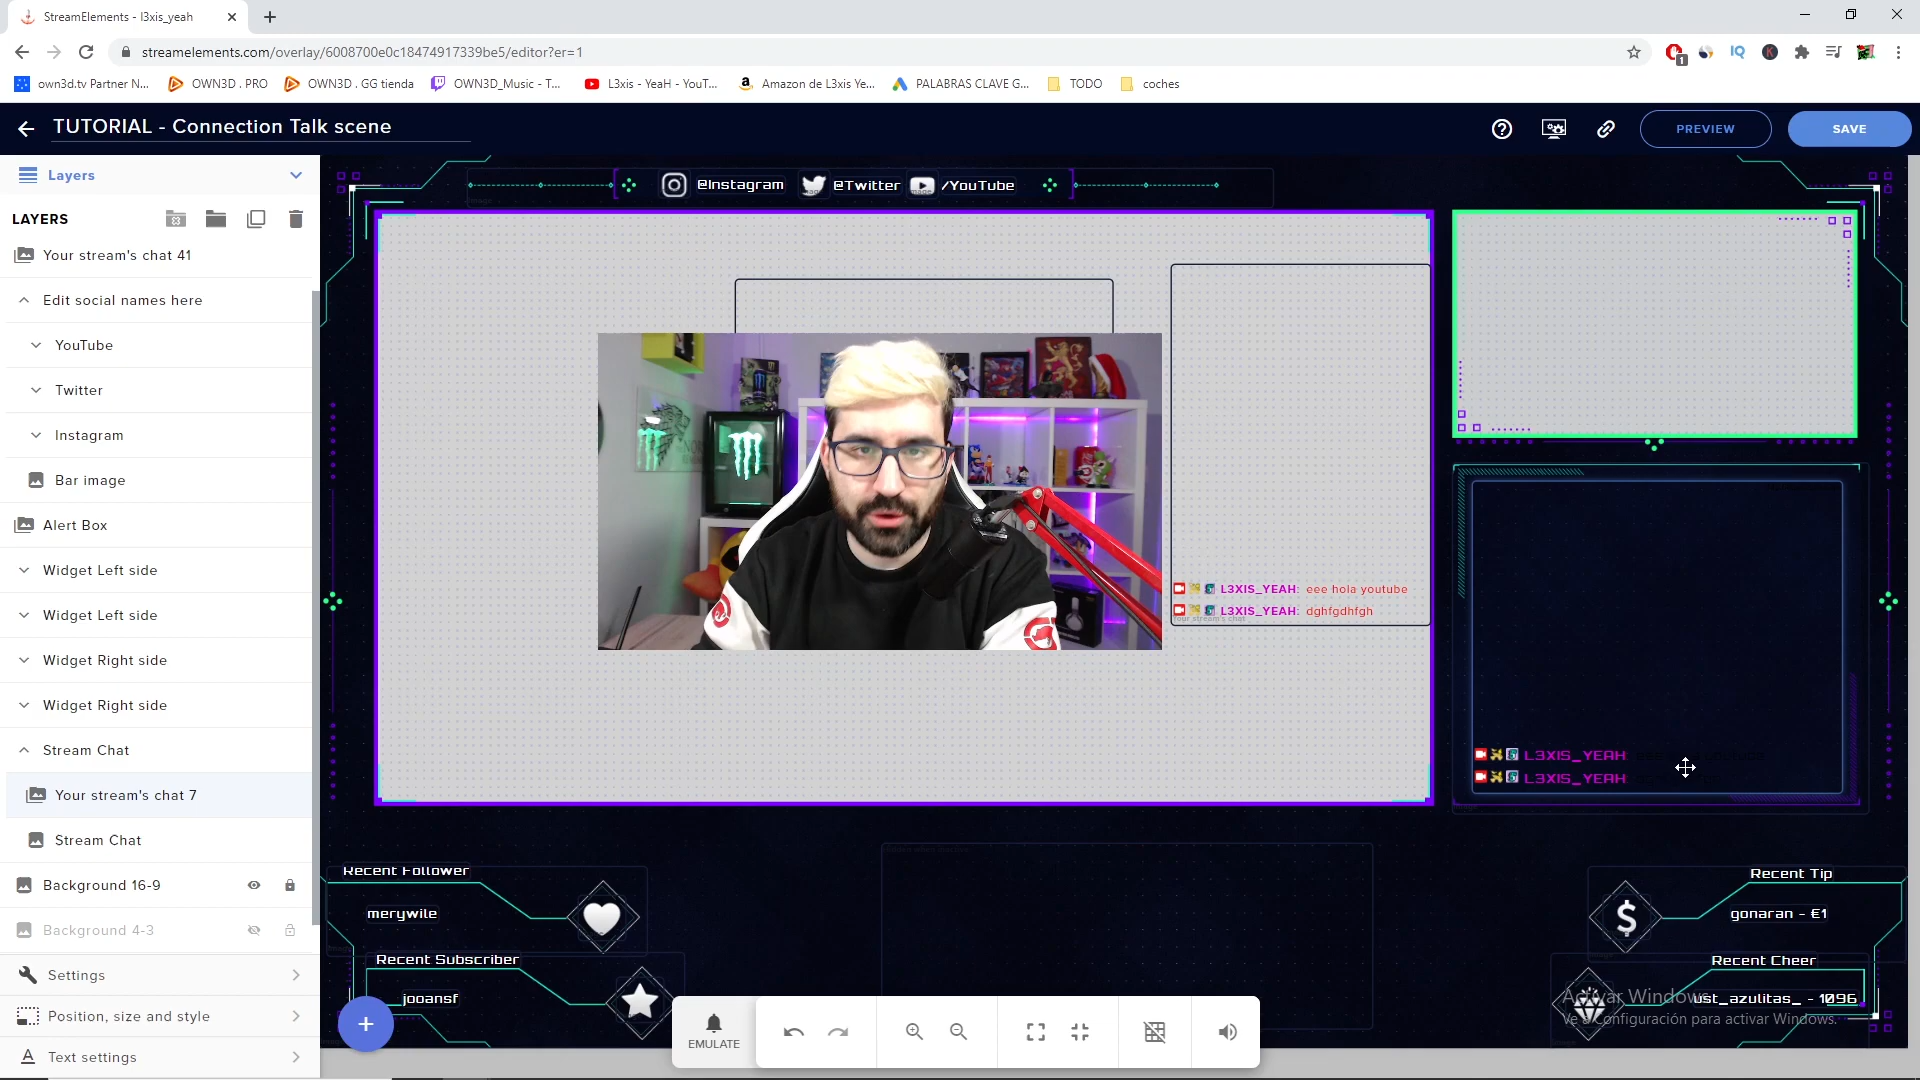 StreamElements - l3xis_yeah
streamelements.com/overlay/6008700e0c18474917339be5/editor?er=1
1
IQ
K
own3d.tv Partner N...
OWN3D . PRO
OWN3D . GG tienda
OWN3D_Music - T...
L3xis - YeaH - YouT...
Amazon de L3xis Ye...
PALABRAS CLAVE G...
TODO
coches
TUTORIAL - Connection Talk scene
PREVIEW
SAVE
Layers
LAYERS
Your stream's chat 41
Edit social names here
YouTube
Twitter
Instagram
Bar image
Alert Box
Widget Left side
Widget Left side
Widget Right side
Widget Right side
Stream Chat
Your stream's chat 7
Stream Chat
Background 16-9
Background 4-3
Settings
Position, size and style
Text settings
@Instagram
@Twitter
/YouTube
L3XIS_YEAH: eee hola youtube
L3XIS_YEAH: dghfgdhfgh
Your stream's chat
L3XIS_YEAH
L3XIS_YEAH
Recent Follower
merywile
Recent Subscriber
jooansf
Recent Tip
gonaran - €1
Recent Cheer
ust_azulitas_ - 1096
Activar Windows
Ve a Configuración para activar Windows.
EMULATE